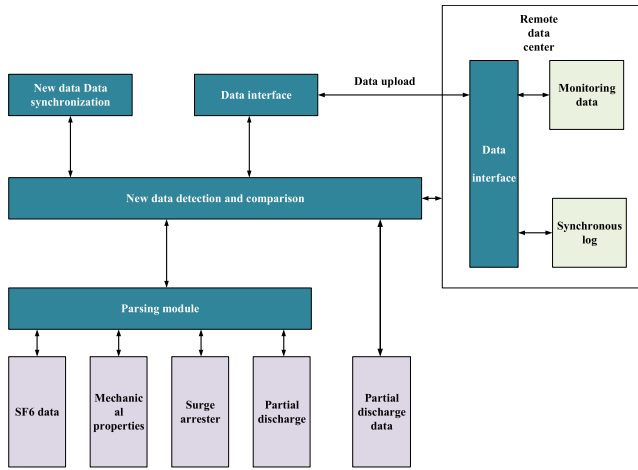 Remote
data
center
New data Data
synchronization
Data interface
Data upload
Data
interface
Monitoring
data
New data detection and comparison
Synchronous
log
Parsing module
SF6 data
Mechanic
al
properties
Surge
arrester
Partial
discharge
Partial
discharge
data